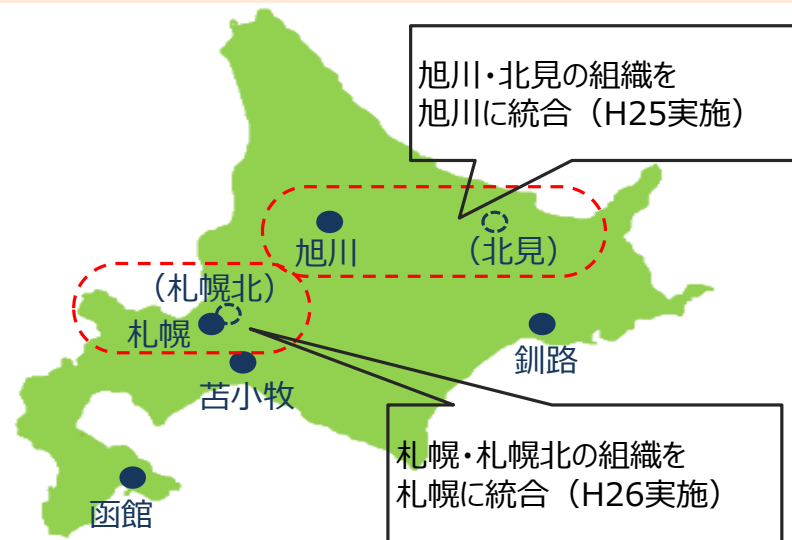 旭川・北見の組織を
旭川に統合（H25実施）
旭川
（北見）
（札幌北）
札幌
釧路
苫小牧
札幌・札幌北の組織を
札幌に統合（H26実施）
函館